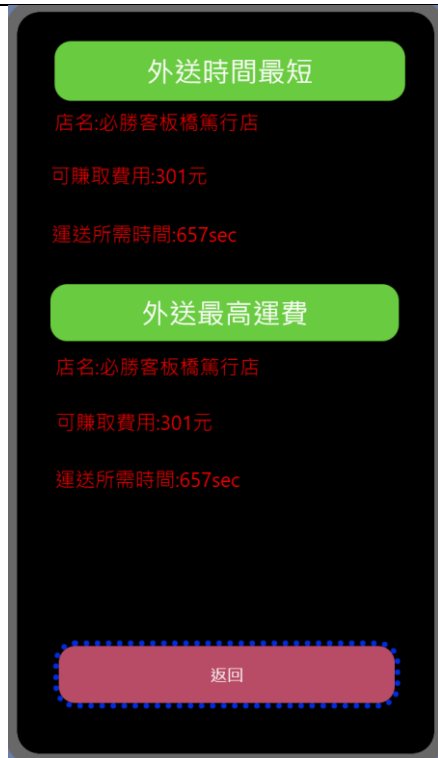 外送時間最短
店名:必勝客板橋篤行店
可賺取費用:301元
運送所需時間:657sec
外送最高運費
店名:必勝客板橋篤行店
可賺取費用:301元
運送所需時間:657sec
返回